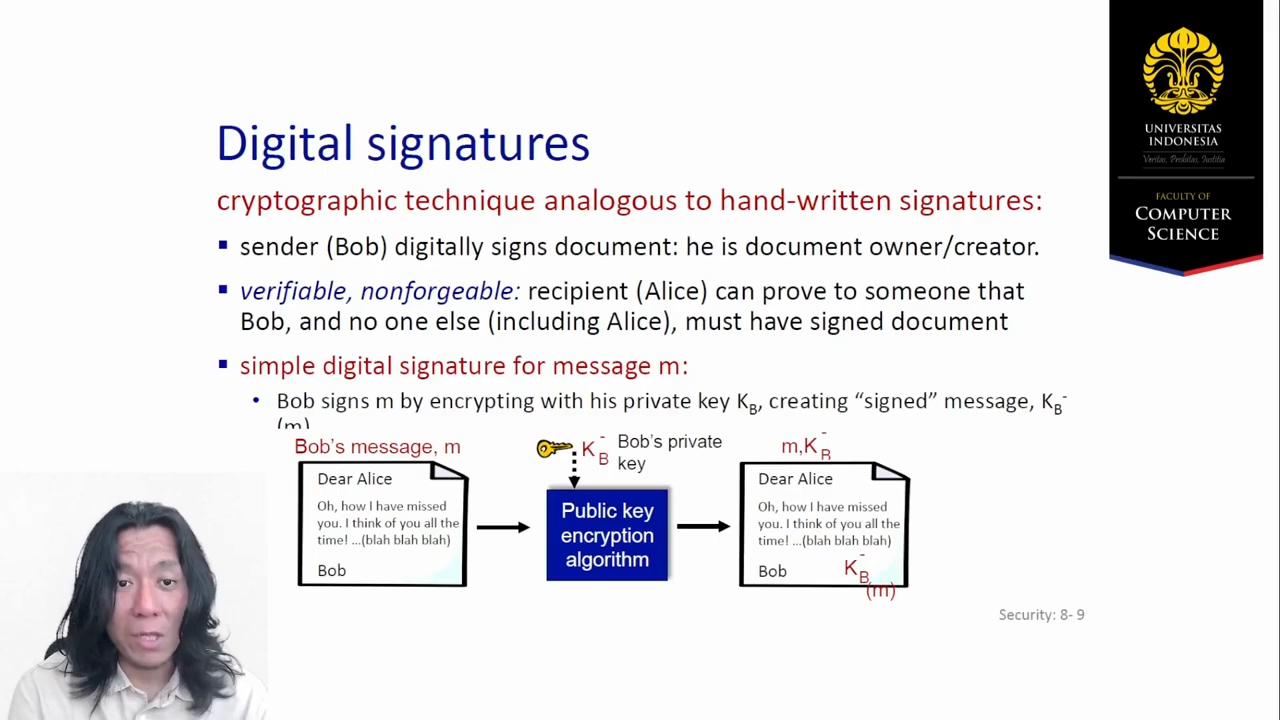 Digital signatures
cryptographic technique analogous to hand-written signatures:
▪ sender (Bob) digitally signs document: he is document owner/creator.
▪ verifiable, nonforgeable: recipient (Alice) can prove to someone that
Bob, and no one else (including Alice), must have signed document
▪ simple digital signature for message m:
• Bob signs m by encrypting with his private key K_B, creating “signed” message, K_B^-
(m)
Bob’s message, m
Dear Alice
Oh, how I have missed
you. I think of you all the
time! ...(blah blah blah)
Bob
K_B^-
Bob’s private
key
Public key
encryption
algorithm
m,K_B^-
Dear Alice
Oh, how I have missed
you. I think of you all the
time! ...(blah blah blah)
Bob
K_B^-
(m)
Security: 8- 9
UNIVERSITAS
INDONESIA
Veritas, Probitas, Iustitia
FACULTY OF
COMPUTER
SCIENCE